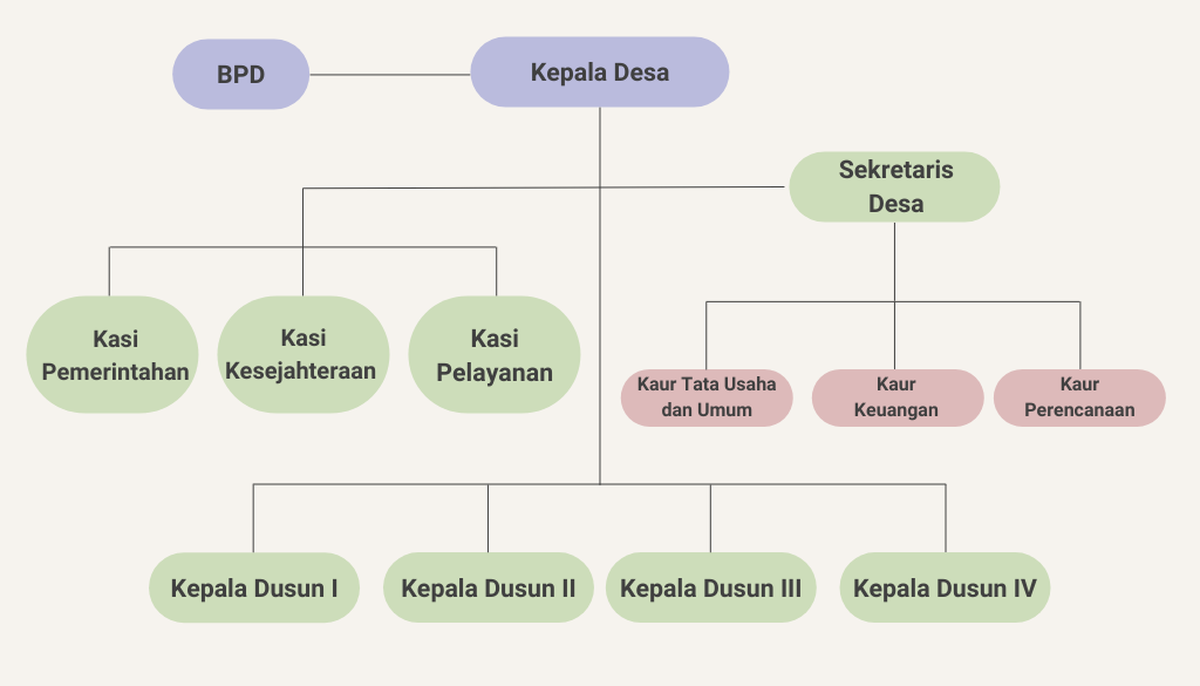 BPD
Kepala Desa
Sekretaris
Desa
Kasi
Pemerintahan
Kasi
Kesejahteraan
Kasi
Pelayanan
Kaur Tata Usaha
dan Umum
Kaur
Keuangan
Kaur
Perencanaan
Kepala Dusun I
Kepala Dusun II
Kepala Dusun III
Kepala Dusun IV